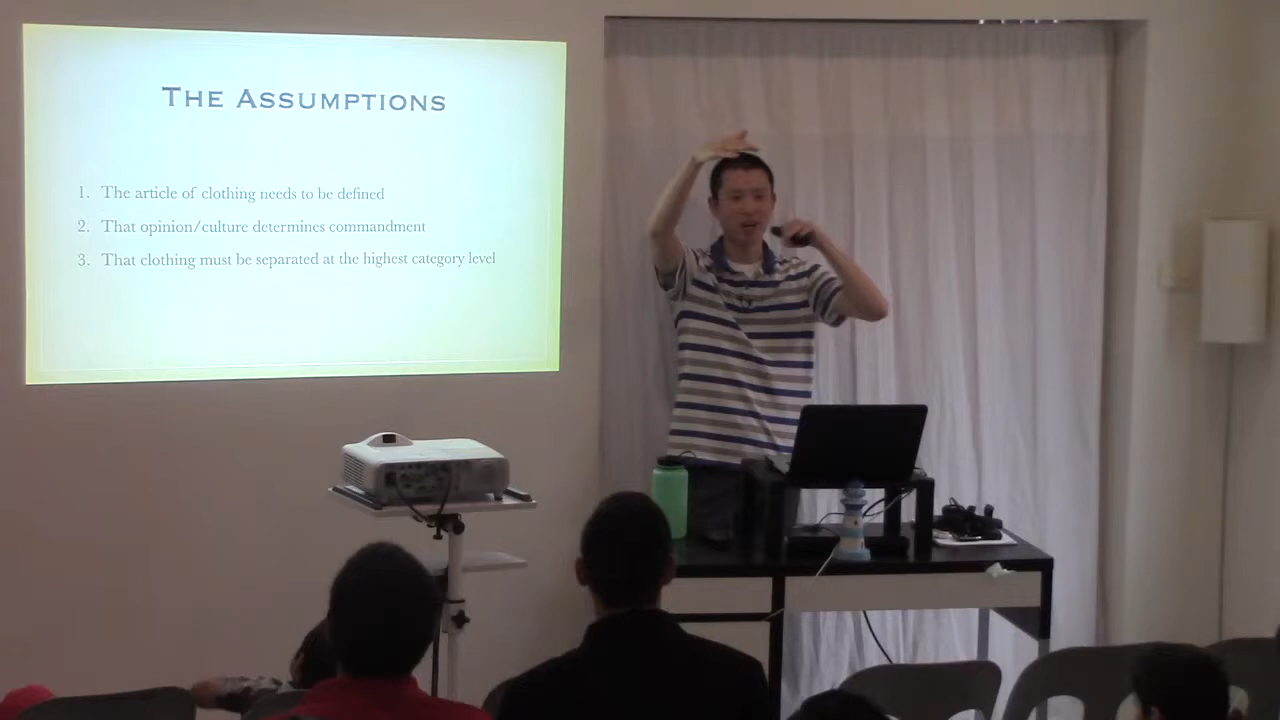 The Assumptions
1. The article of clothing needs to be defined
2. That opinion/culture determines commandment
3. That clothing must be separated at the highest category level